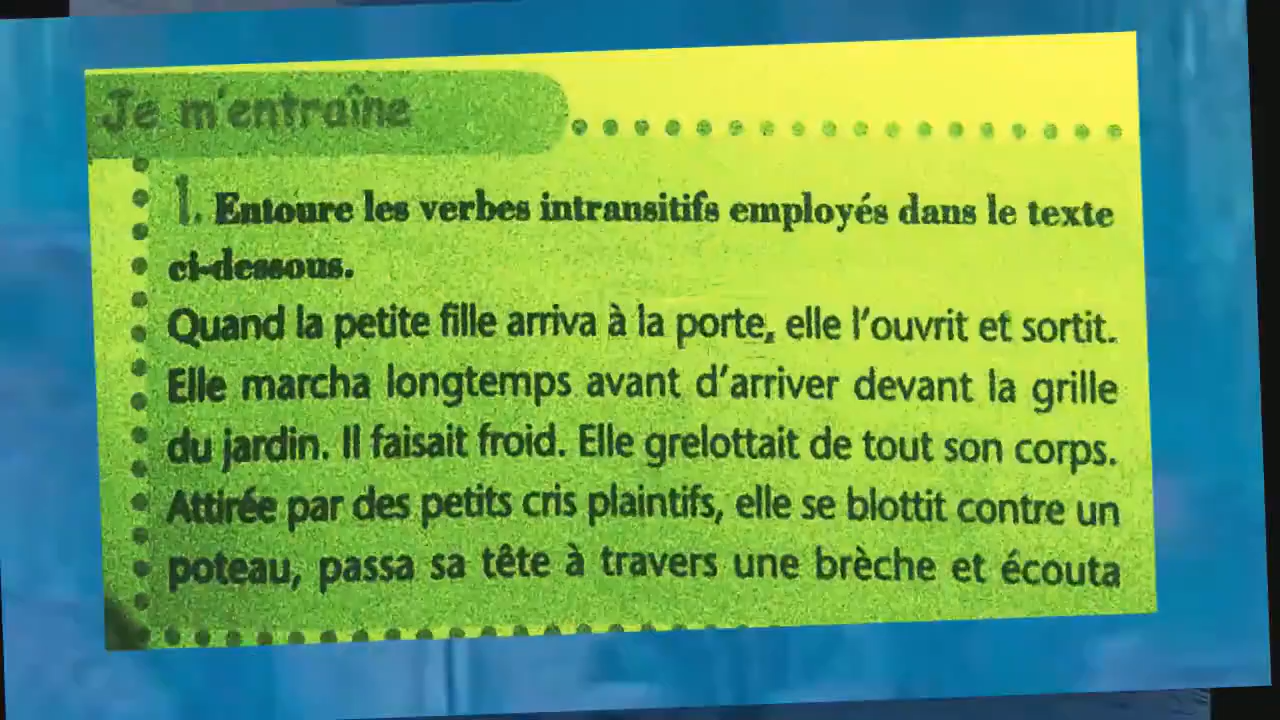 Je m'entraîne
1. Entoure les verbes intransitifs employés dans le texte
ci-dessous.
Quand la petite fille arriva à la porte, elle l'ouvrit et sortit.
Elle marcha longtemps avant d'arriver devant la grille
du jardin. Il faisait froid. Elle grelottait de tout son corps.
Attirée par des petits cris plaintifs, elle se blottit contre un
poteau, passa sa tête à travers une brèche et écouta